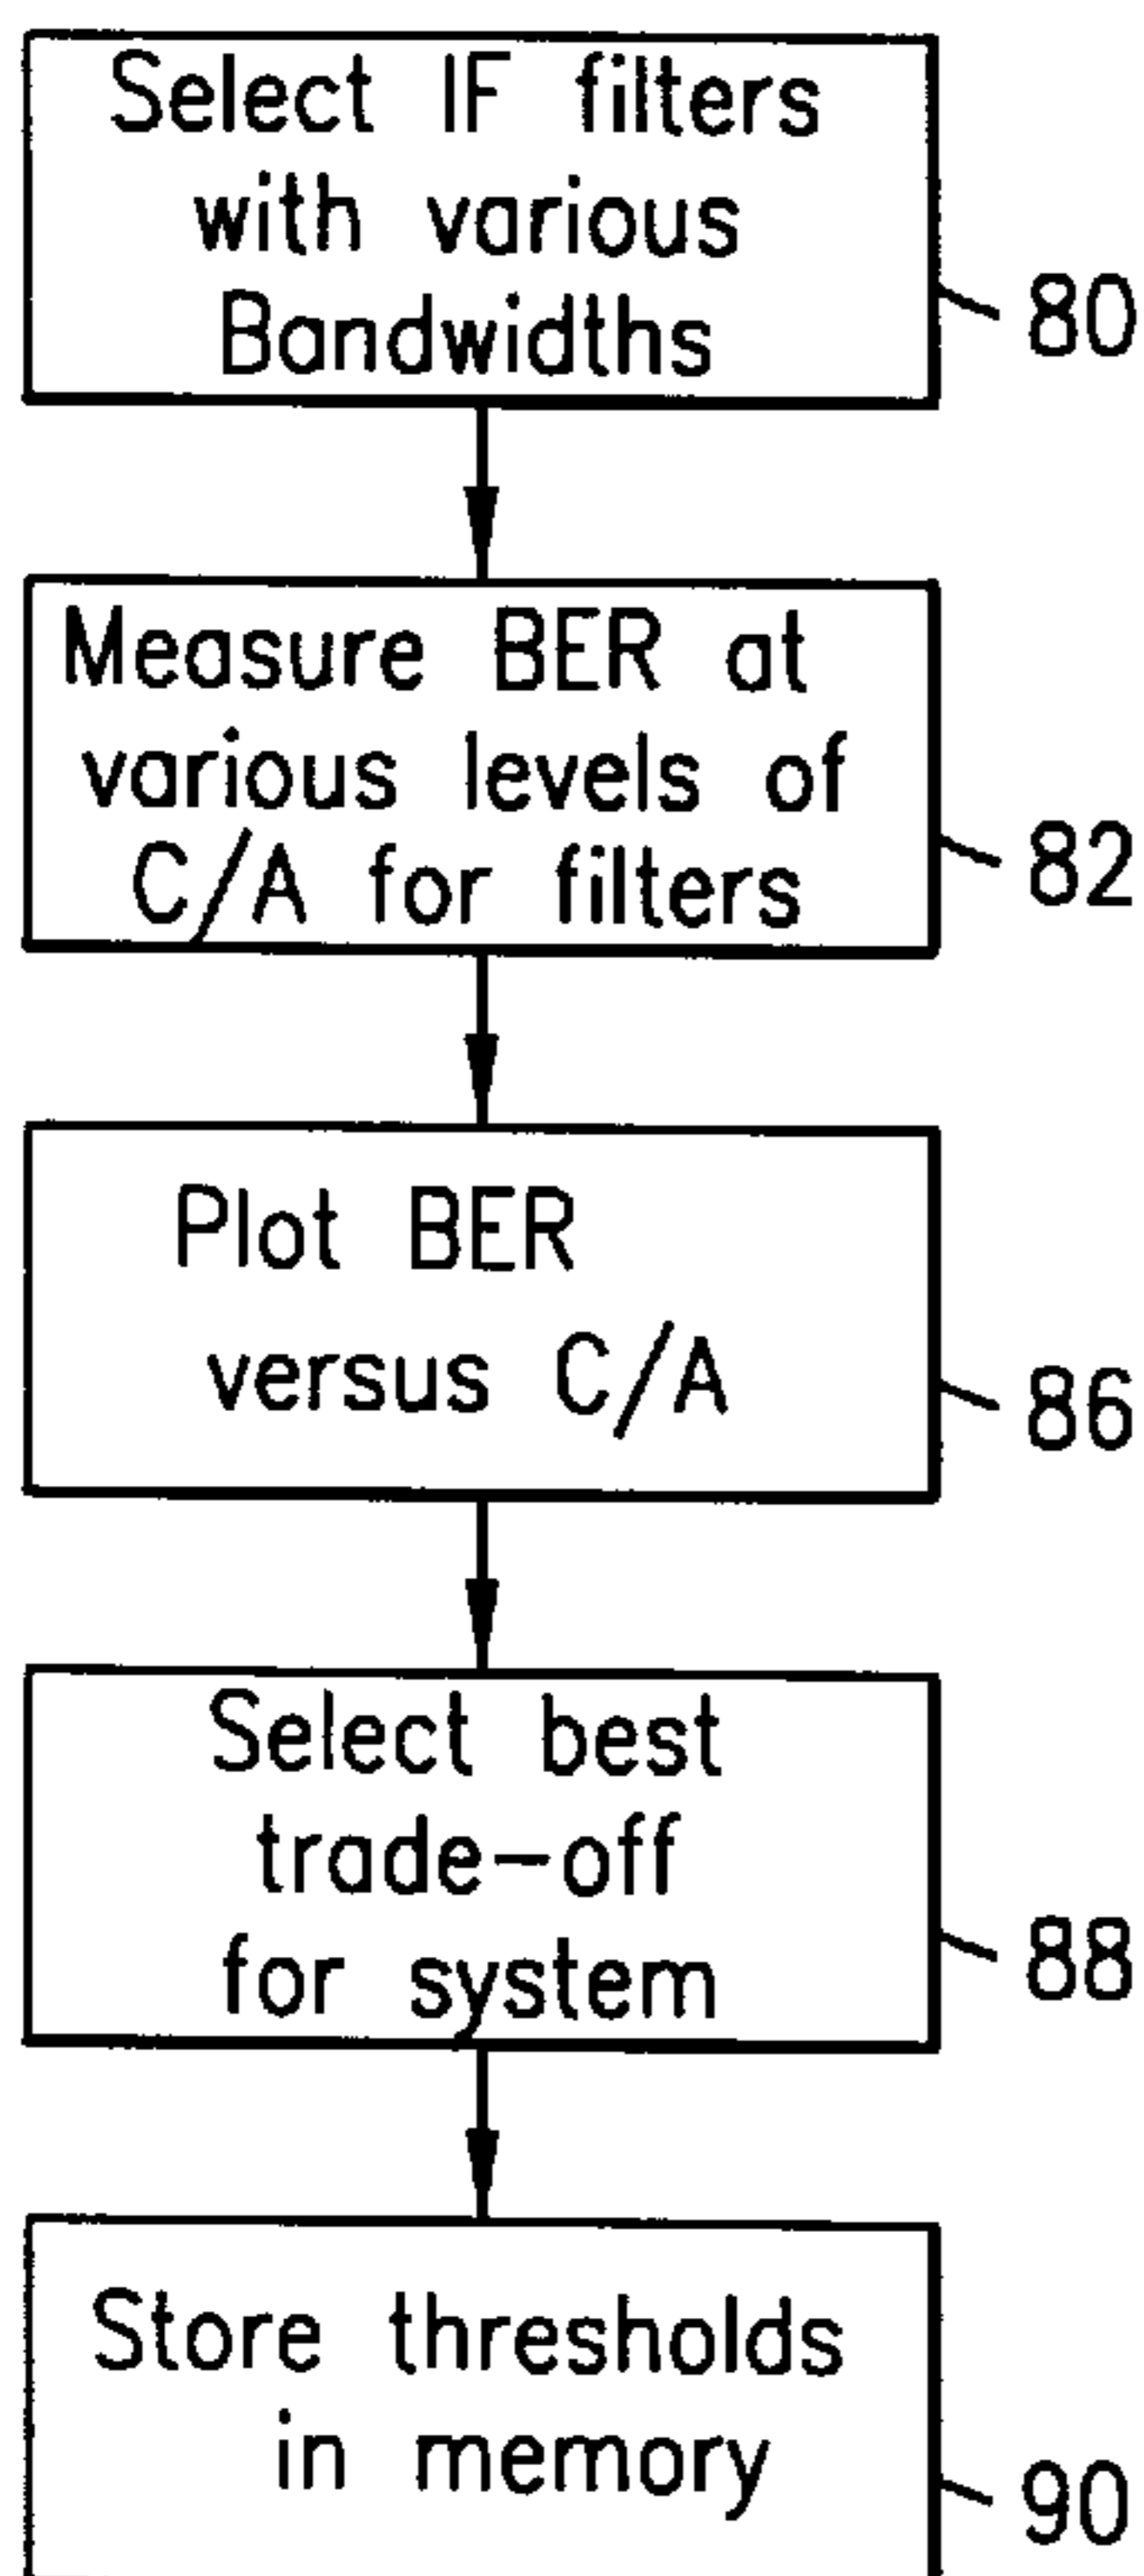 Select IF filters
with various
Bandwidths
80
Measure BER at
various levels of
C/A for filters
82
Plot BER
versus C/A
86
Select best
trade-off
for system
88
Store thresholds
in memory
90